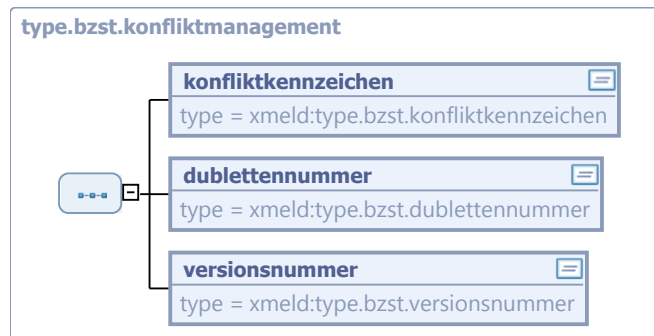 type.bzst.konfliktmanagement
konfliktkennzeichen
type = xmeld:type.bzst.konfliktkennzeichen
dublettennummer
type = xmeld:type.bzst.dublettennummer
versionsnummer
type = xmeld:type.bzst.versionsnummer